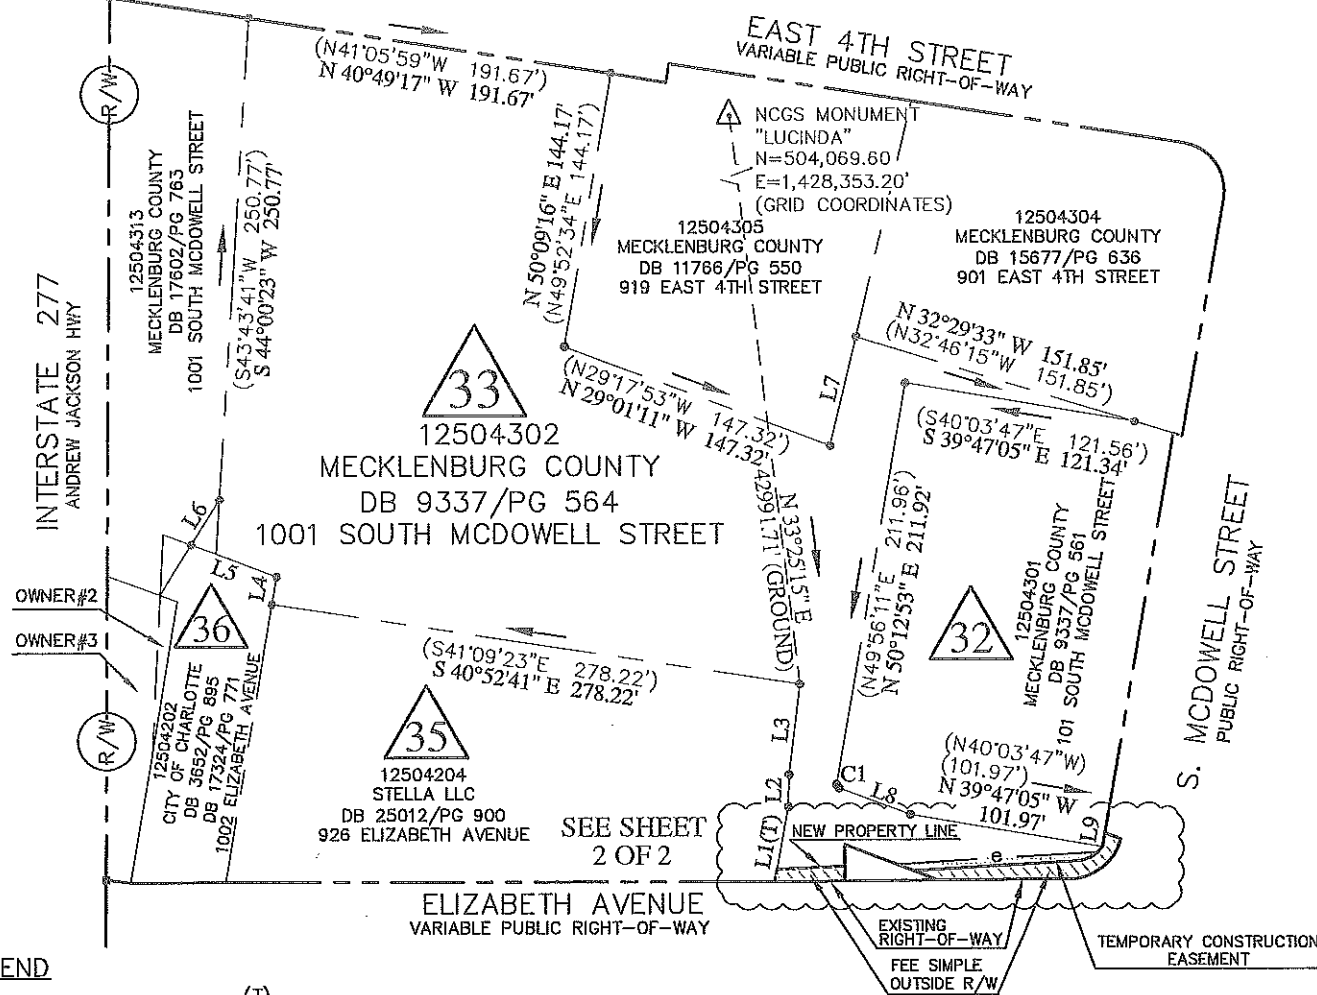 EAST 4TH STREET
VARIABLE PUBLIC RIGHT-OF-WAY
(N41°05'59"W 191.67')
N 40°49'17" W 191.67'
R/W
NCGS MONUMENT
"LUCINDA"
N=504,069.60
E=1,428,353.20'
(GRID COORDINATES)
12504313
MECKLENBURG COUNTY
DB 17602/PG 763
1001 SOUTH MCDOWELL STREET
(S43°43'41"W 250.77')
S 44°00'23" W 250.77'
N 50°09'16" E 144.17'
(N49°52'34"E 144.17')
12504305
MECKLENBURG COUNTY
DB 11766/PG 550
919 EAST 4TH STREET
12504304
MECKLENBURG COUNTY
DB 15677/PG 636
901 EAST 4TH STREET
INTERSTATE 277
ANDREW JACKSON HWY
N 32°29'33" W 151.85'
(N32°46'15"W 151.85')
33
12504302
MECKLENBURG COUNTY
DB 9337/PG 564
1001 SOUTH MCDOWELL STREET
(N29°17'53"W 147.32')
N 29°01'11" W 147.32'
L7
(S40°03'47"E 121.56')
S 39°47'05" E 121.34'
N 33°25'15" E
4299.171' (GROUND)
(N49°56'11"E 211.96')
N 50°12'53" E 211.92'
32
12504301
MECKLENBURG COUNTY
DB 9337/PG 561
101 SOUTH MCDOWELL STREET
S. MCDOWELL STREET
PUBLIC RIGHT-OF-WAY
L6
L5
L4
OWNER#2
OWNER#3
36
12504202
CITY OF CHARLOTTE
DB 3652/PG 895
DB 17324/PG 771
1002 ELIZABETH AVENUE
R/W
(S41°09'23"E 278.22')
S 40°52'41" E 278.22'
35
12504204
STELLA LLC
DB 25012/PG 900
926 ELIZABETH AVENUE
L3
L2
L1(T)
C1
L8
(N40°03'47"W)
(101.97')
N 39°47'05" W
101.97'
L9
SEE SHEET
2 OF 2
NEW PROPERTY LINE
e
ELIZABETH AVENUE
VARIABLE PUBLIC RIGHT-OF-WAY
EXISTING
RIGHT-OF-WAY
FEE SIMPLE
OUTSIDE R/W
TEMPORARY CONSTRUCTION
EASEMENT
END
(T)